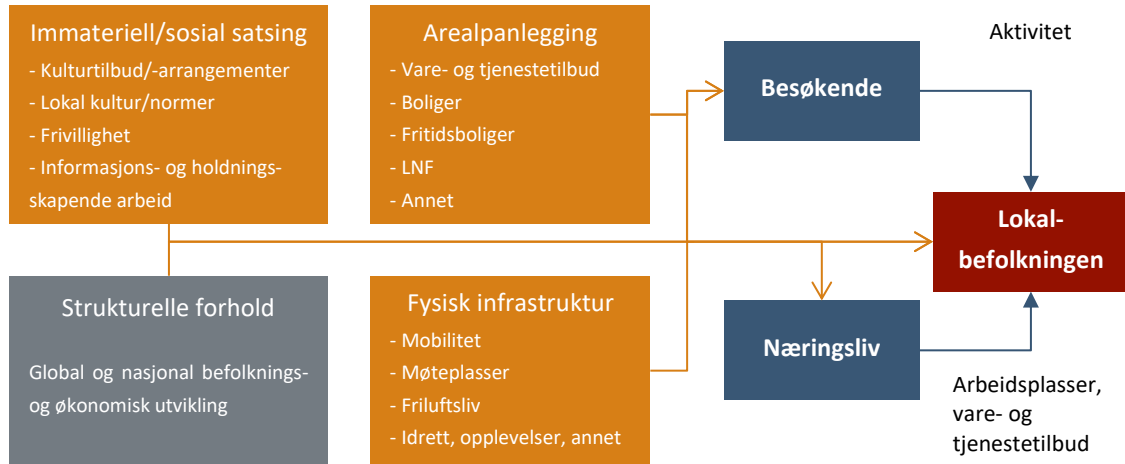 Immateriell/sosial satsing
- Kulturtilbud/-arrangementer
- Lokal kultur/normer
- Frivillighet
- Informasjons- og holdnings-
skapende arbeid
Arealpanlegging
- Vare- og tjenestetilbud
- Boliger
- Fritidsboliger
- LNF
- Annet
Besøkende
Aktivitet
Lokal-
befolkningen
Strukturelle forhold
Global og nasjonal befolknings-
og økonomisk utvikling
Fysisk infrastruktur
- Mobilitet
- Møteplasser
- Friluftsliv
- Idrett, opplevelser, annet
Næringsliv
Arbeidsplasser,
vare- og
tjenestetilbud